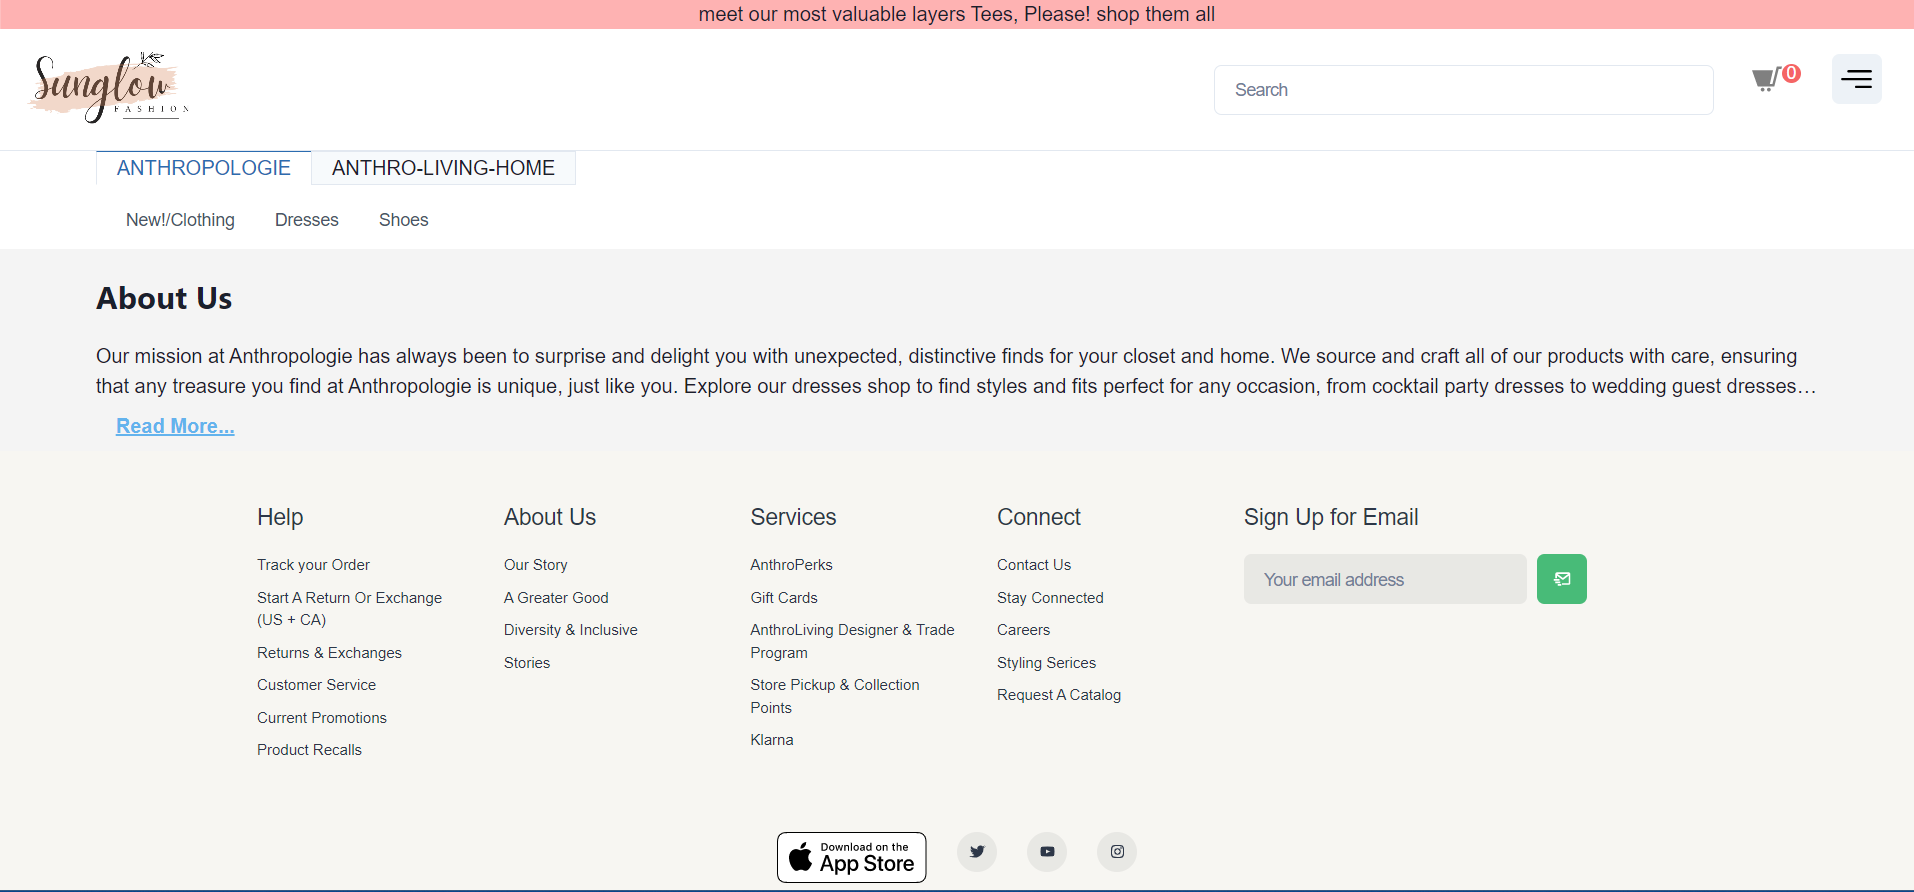 meet our most valuable layers Tees, Please! shop them all
Sunglow
FASHION
Search
0
ANTHROPOLOGIE
ANTHRO-LIVING-HOME
New!/Clothing
Dresses
Shoes
About Us
Our mission at Anthropologie has always been to surprise and delight you with unexpected, distinctive finds for your closet and home. We source and craft all of our products with care, ensuring
that any treasure you find at Anthropologie is unique, just like you. Explore our dresses shop to find styles and fits perfect for any occasion, from cocktail party dresses to wedding guest dresses…
Read More...
Help
Track your Order
Start A Return Or Exchange
(US + CA)
Returns & Exchanges
Customer Service
Current Promotions
Product Recalls
About Us
Our Story
A Greater Good
Diversity & Inclusive
Stories
Services
AnthroPerks
Gift Cards
AnthroLiving Designer & Trade
Program
Store Pickup & Collection
Points
Klarna
Connect
Contact Us
Stay Connected
Careers
Styling Serices
Request A Catalog
Sign Up for Email
Your email address
Download on the
App Store